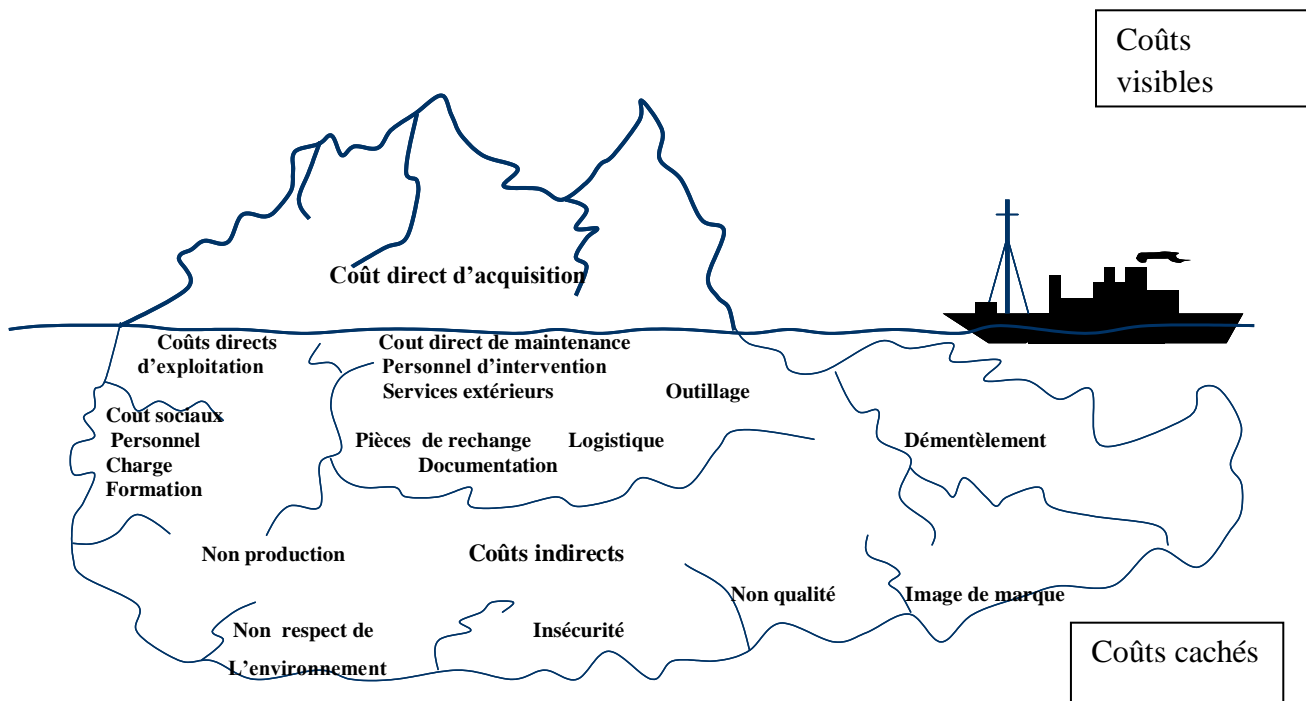 Coûts
visibles
Coût direct d'acquisition
Coûts directs
d'exploitation
Cout direct de maintenance
Personnel d'intervention
Services extérieurs
Outillage
Cout sociaux
Personnel
Charge
Formation
Pièces de rechange
Logistique
Documentation
Démentèlement
Non production
Coûts indirects
Non qualité
Image de marque
Non respect de
L'environnement
Insécurité
Coûts cachés